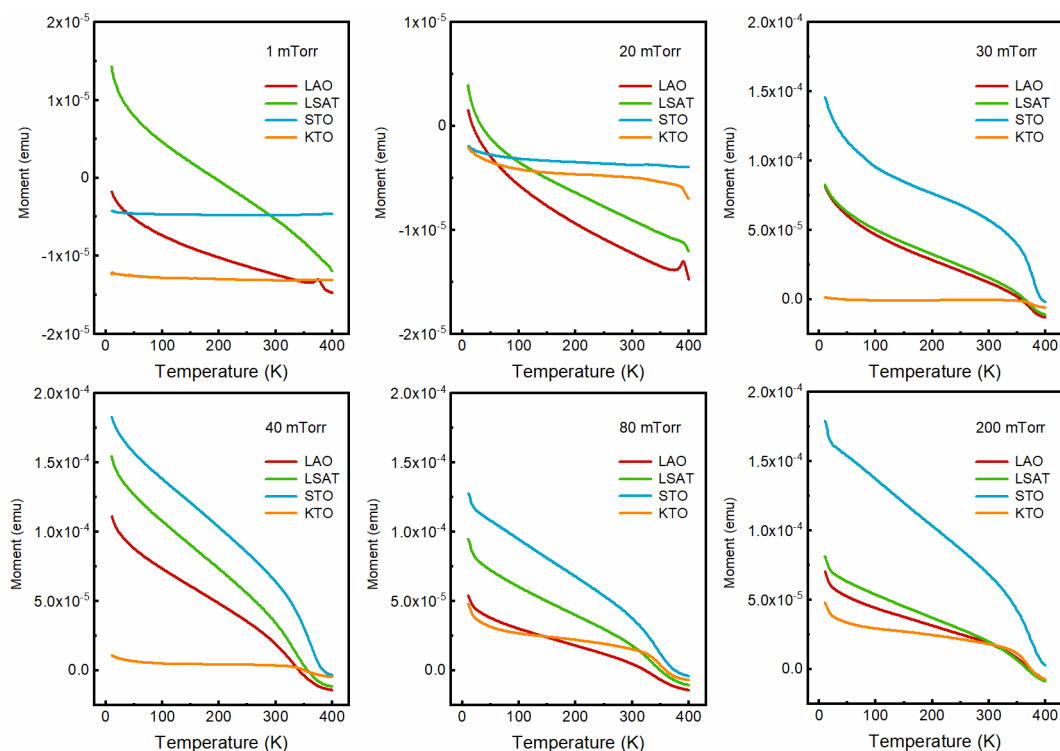 2x10⁻⁵
1x10⁻⁵
0
-1x10⁻⁵
-2x10⁻⁵
Moment (emu)
1 mTorr
LAO
LSAT
STO
KTO
0 100 200 300 400
Temperature (K)
1x10⁻⁵
0
-1x10⁻⁵
-2x10⁻⁵
Moment (emu)
20 mTorr
LAO
LSAT
STO
KTO
0 100 200 300 400
Temperature (K)
2.0x10⁻⁴
1.5x10⁻⁴
1.0x10⁻⁴
5.0x10⁻⁵
0.0
Moment (emu)
30 mTorr
LAO
LSAT
STO
KTO
0 100 200 300 400
Temperature (K)
2.0x10⁻⁴
1.5x10⁻⁴
1.0x10⁻⁴
5.0x10⁻⁵
0.0
Moment (emu)
40 mTorr
LAO
LSAT
STO
KTO
0 100 200 300 400
Temperature (K)
2.0x10⁻⁴
1.5x10⁻⁴
1.0x10⁻⁴
5.0x10⁻⁵
0.0
Moment (emu)
80 mTorr
LAO
LSAT
STO
KTO
0 100 200 300 400
Temperature (K)
2.0x10⁻⁴
1.5x10⁻⁴
1.0x10⁻⁴
5.0x10⁻⁵
0.0
Moment (emu)
200 mTorr
LAO
LSAT
STO
KTO
0 100 200 300 400
Temperature (K)